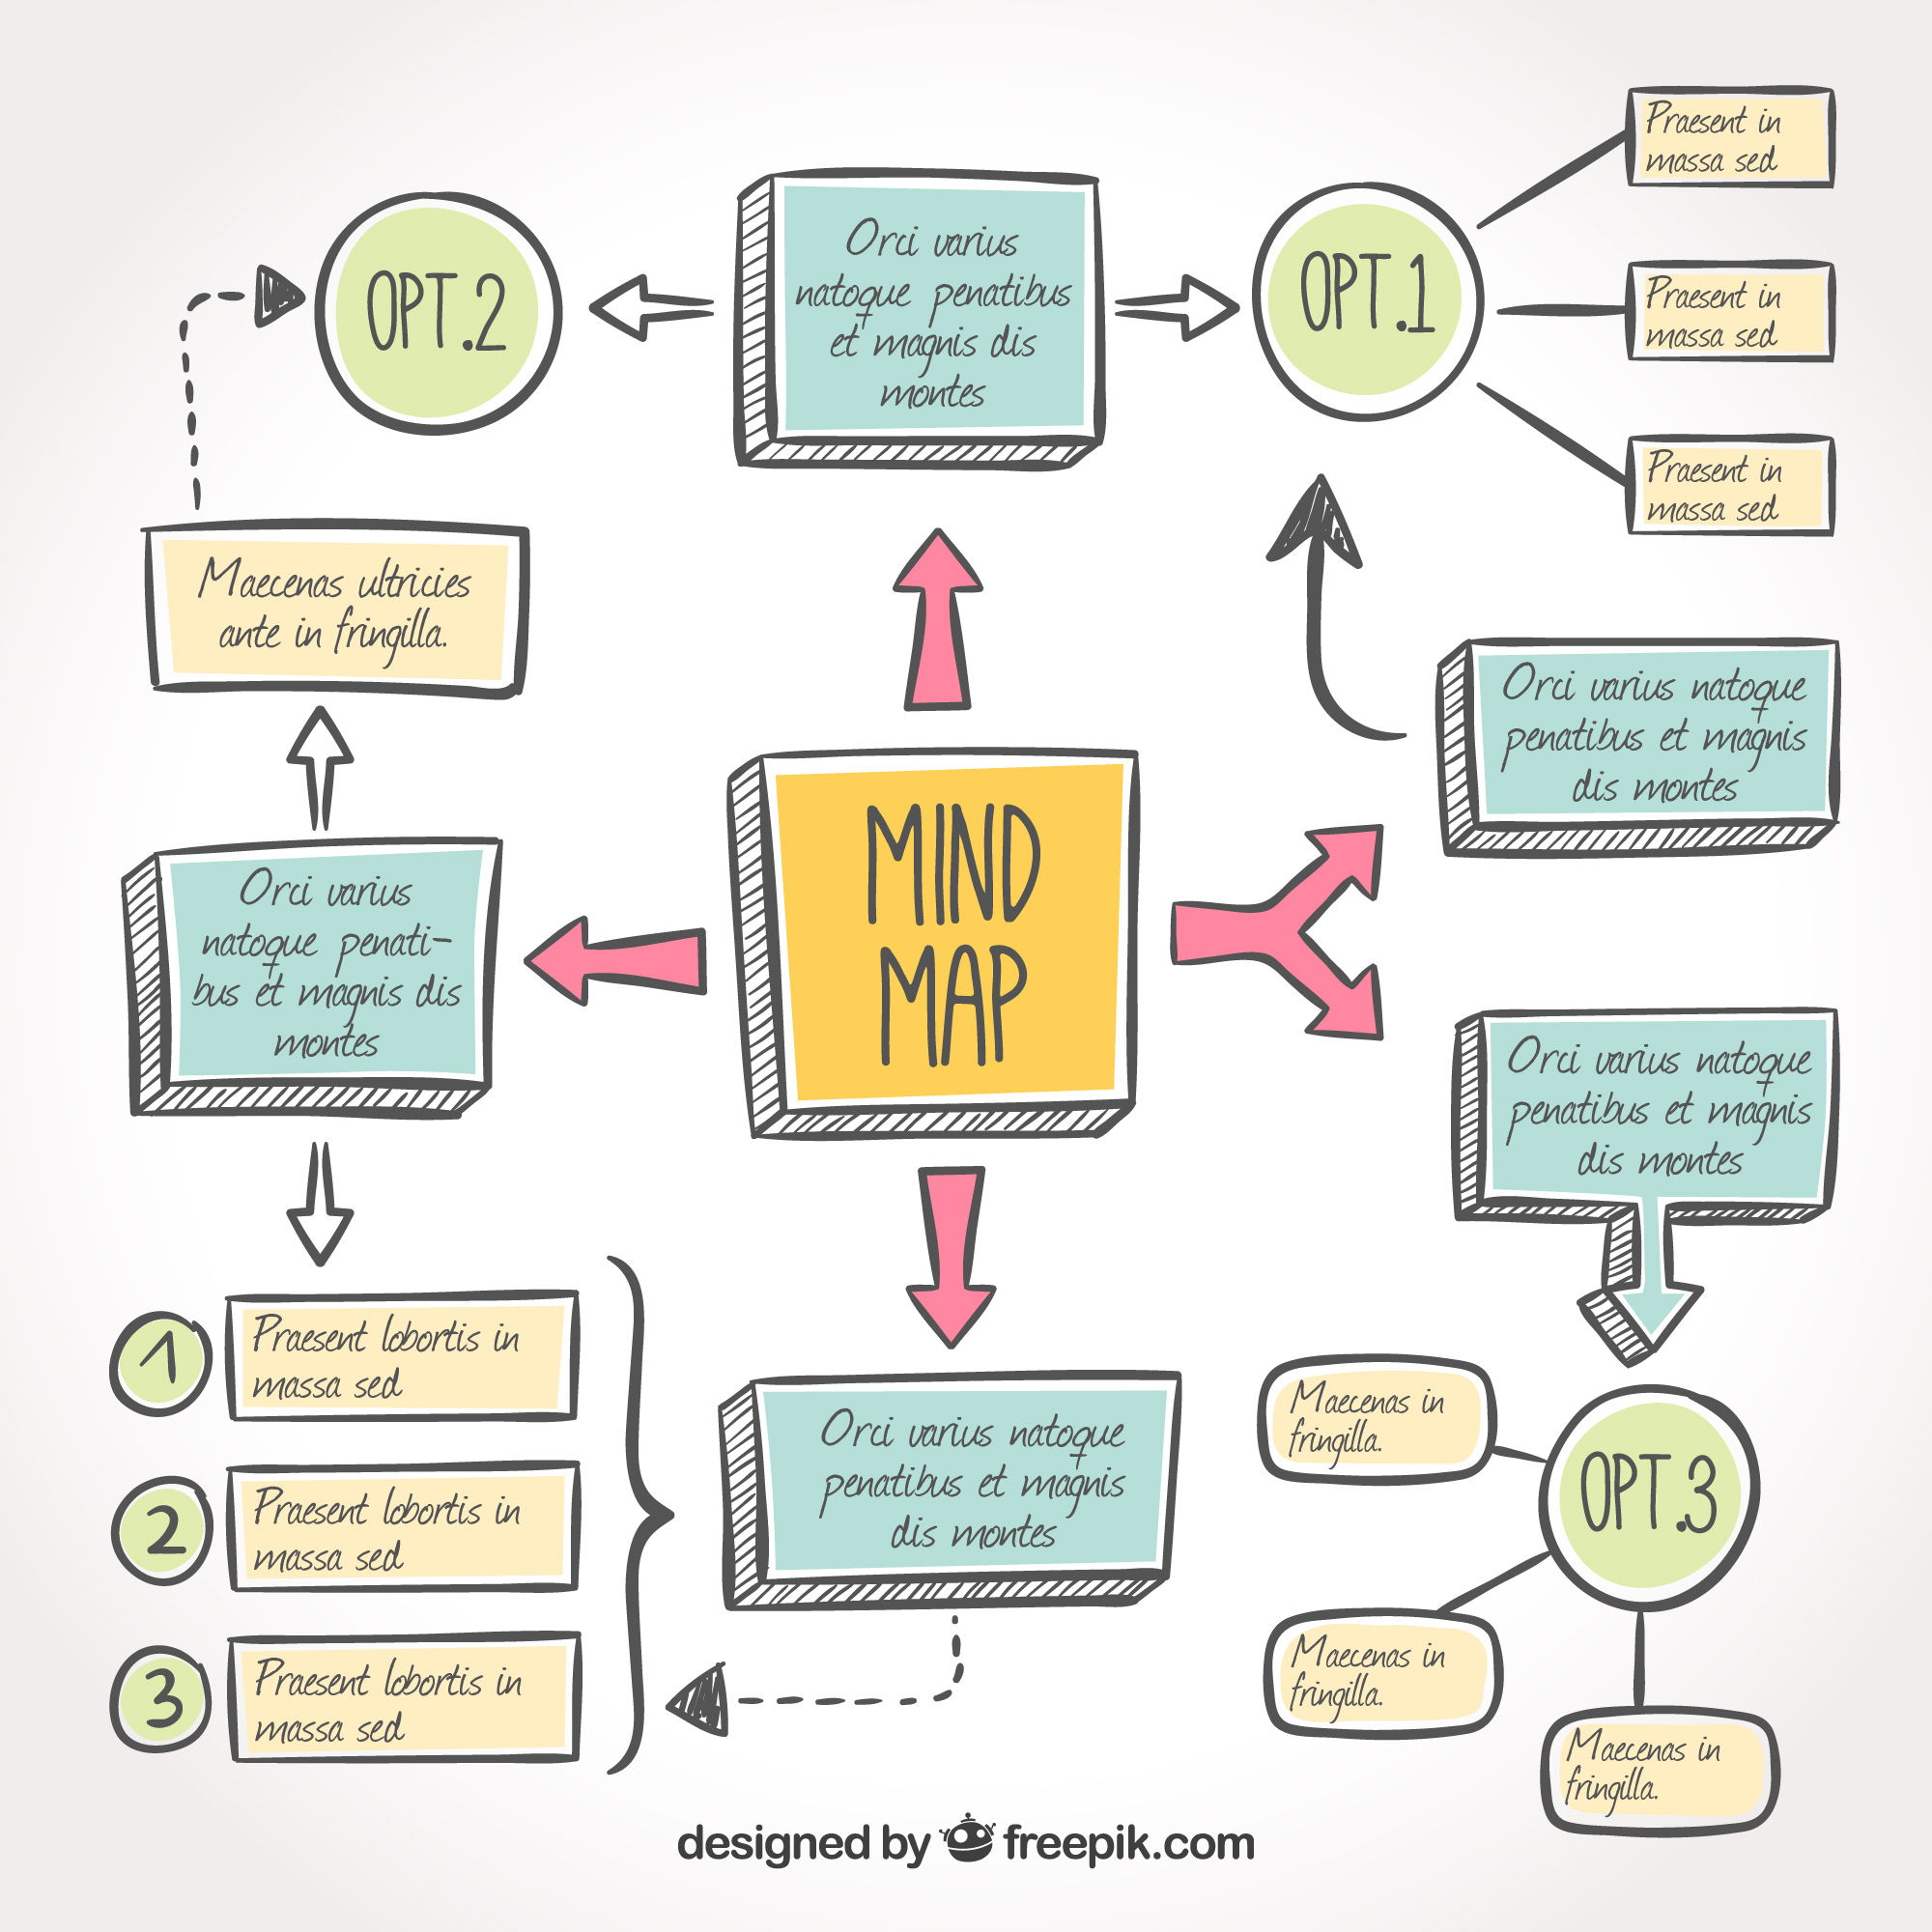 OPT.2
Orci varius
natoque penatibus
et magnis dis
montes
OPT.1
Praesent in
massa sed
Praesent in
massa sed
Praesent in
massa sed
Maecenas ultricies
ante in fringilla.
Orci varius natoque
penatibus et magnis
dis montes
Orci varius
natoque penati-
bus et magnis dis
montes
MIND
MAP
Orci varius natoque
penatibus et magnis
dis montes
1
Praesent lobortis in
massa sed
2
Praesent lobortis in
massa sed
3
Praesent lobortis in
massa sed
Orci varius natoque
penatibus et magnis
dis montes
Maecenas in
fringilla.
OPT.3
Maecenas in
fringilla.
Maecenas in
fringilla.
designed by freepik.com